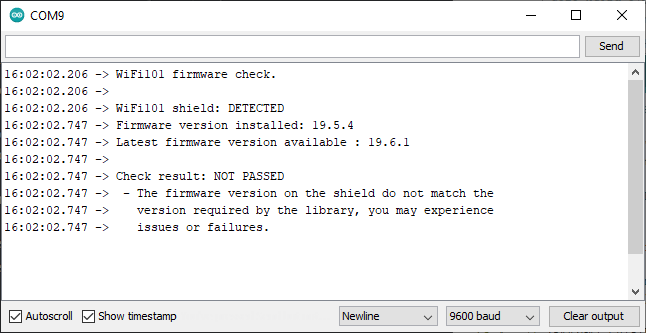 COM9
Send
16:02:02.206 -> WiFi101 firmware check.
16:02:02.206 ->
16:02:02.206 -> WiFi101 shield: DETECTED
16:02:02.747 -> Firmware version installed: 19.5.4
16:02:02.747 -> Latest firmware version available : 19.6.1
16:02:02.747 ->
16:02:02.747 -> Check result: NOT PASSED
16:02:02.747 ->  - The firmware version on the shield do not match the
16:02:02.747 ->    version required by the library, you may experience
16:02:02.747 ->    issues or failures.
Autoscroll Show timestamp Newline 9600 baud Clear output